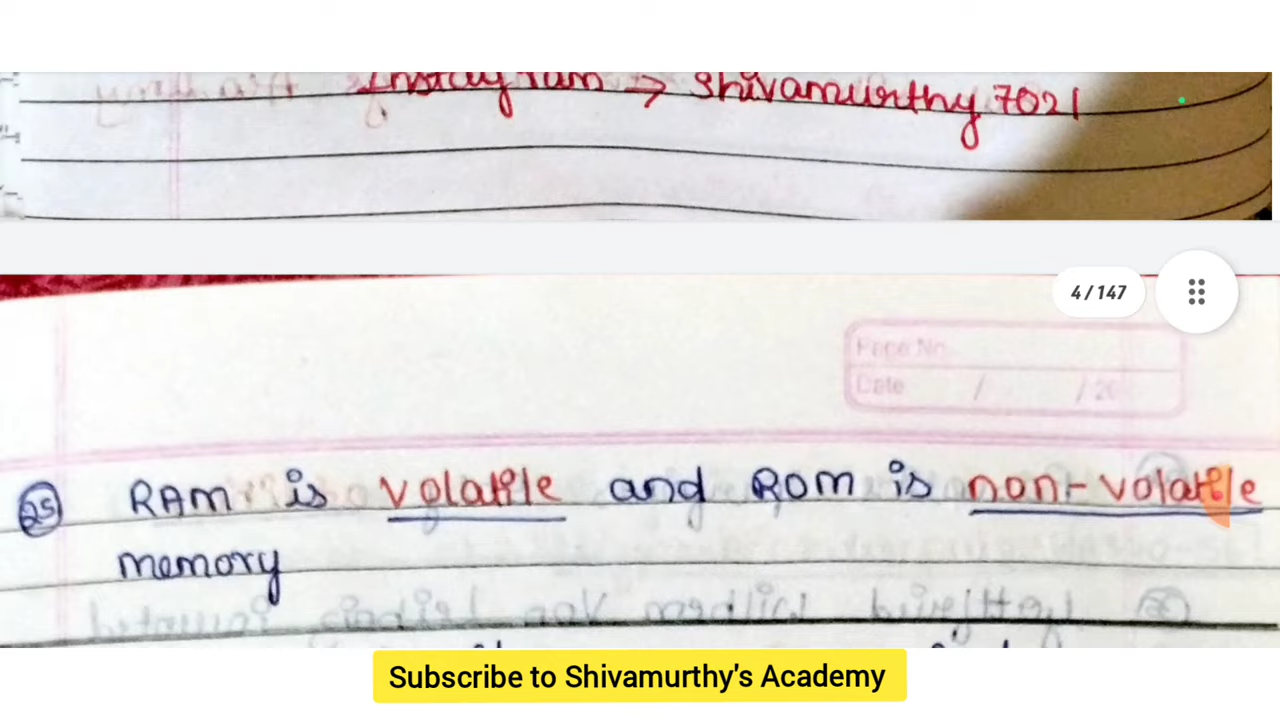 Instagram → Shivamurthy 7021
4 / 147
Page No
Date / / 20
25 RAM is volatile and ROM is non-volatile
memory
Subscribe to Shivamurthy's Academy